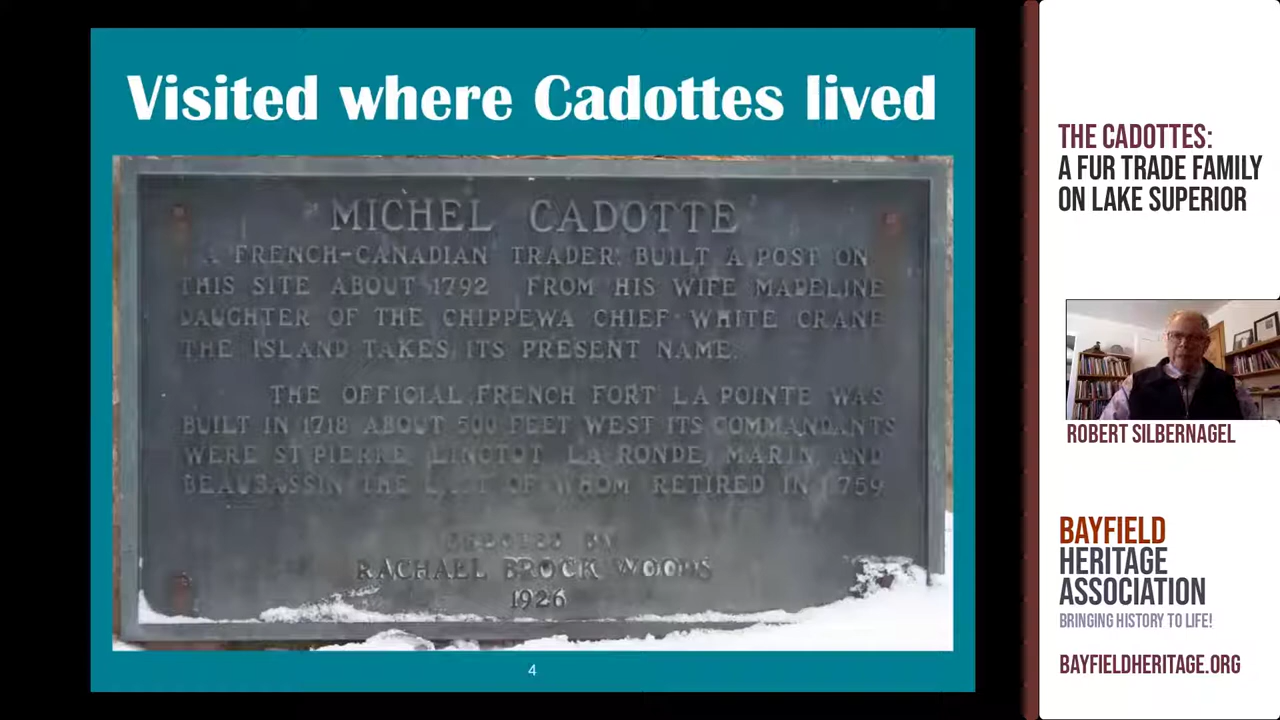 Visited where Cadottes lived
MICHEL CADOTTE
A FRENCH-CANADIAN TRADER, BUILT A POST ON
THIS SITE ABOUT 1792 FROM HIS WIFE MADELINE
DAUGHTER OF THE CHIPPEWA CHIEF WHITE CRANE
THE ISLAND TAKES ITS PRESENT NAME.
THE OFFICIAL FRENCH FORT LA POINTE WAS
BUILT IN 1718 ABOUT 500 FEET WEST ITS COMMANDANTS
WERE ST PIERRE, LINCTOT LA RONDE, MARIN AND
BEAUBASSIN THE LAST OF WHOM RETIRED IN 1759
ERECTED BY
RACHAEL BROCK WOODS
1926
4
THE CADOTTES:
A FUR TRADE FAMILY
ON LAKE SUPERIOR
ROBERT SILBERNAGEL
BAYFIELD
HERITAGE
ASSOCIATION
BRINGING HISTORY TO LIFE!
BAYFIELDHERITAGE.ORG